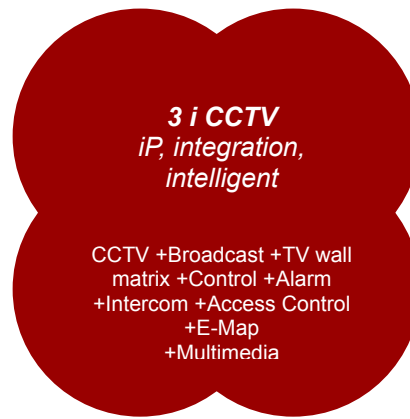 3 i CCTV
iP, integration,
intelligent
CCTV +Broadcast +TV wall
matrix +Control +Alarm
+Intercom +Access Control
+E-Map
+Multimedia